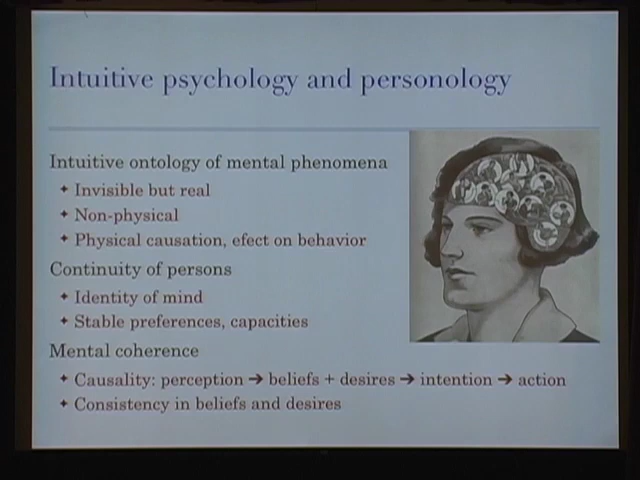 Intuitive psychology and personology
Intuitive ontology of mental phenomena
✦ Invisible but real
✦ Non-physical
✦ Physical causation, efect on behavior
Continuity of persons
✦ Identity of mind
✦ Stable preferences, capacities
Mental coherence
✦ Causality: perception ➔ beliefs + desires ➔ intention ➔ action
✦ Consistency in beliefs and desires